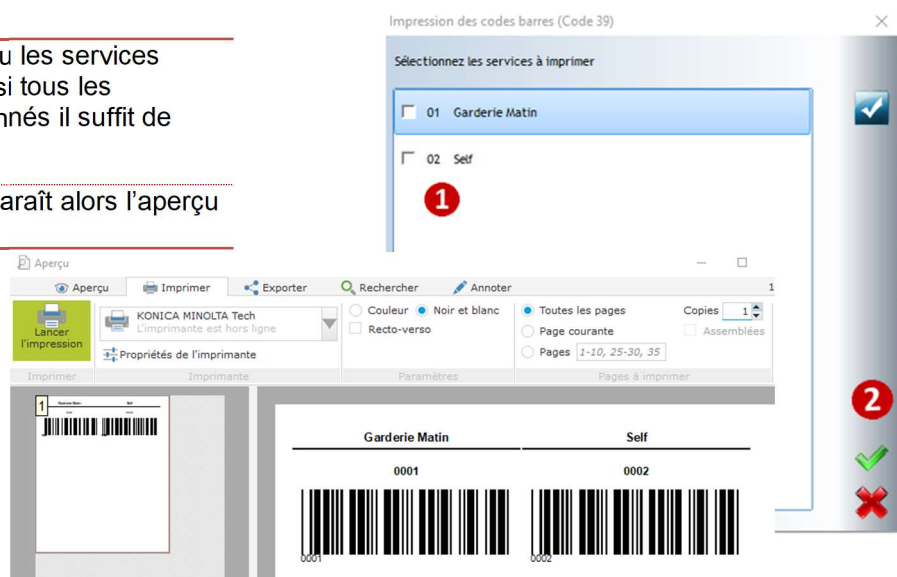 Impression des codes barres (Code 39)
u les services
si tous les
nnés il suffit de
araît alors l’aperçu
Sélectionnez les services à imprimer
01 Garderie Matin
02 Self
1
2
Aperçu
Aperçu Imprimer Exporter Rechercher Annoter 1
Lancer l'impression
KONICA MINOLTA Tech
L'imprimante est hors ligne
Propriétés de l'imprimante
Couleur Noir et blanc
Recto-verso
Toutes les pages
Page courante
Pages 1-10, 25-30, 35
Copies 1
Assemblées
Imprimer Imprimante Paramètres Pages à imprimer
1
Garderie Matin Self
0001 0002
0001 0002